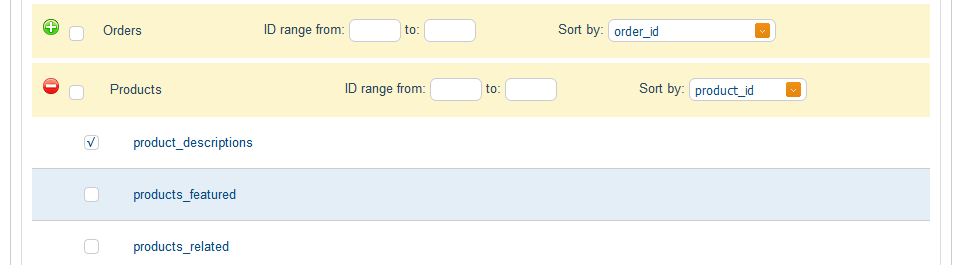 Orders ID range from: to: Sort by: order_id
Products ID range from: to: Sort by: product_id
product_descriptions
products_featured
products_related